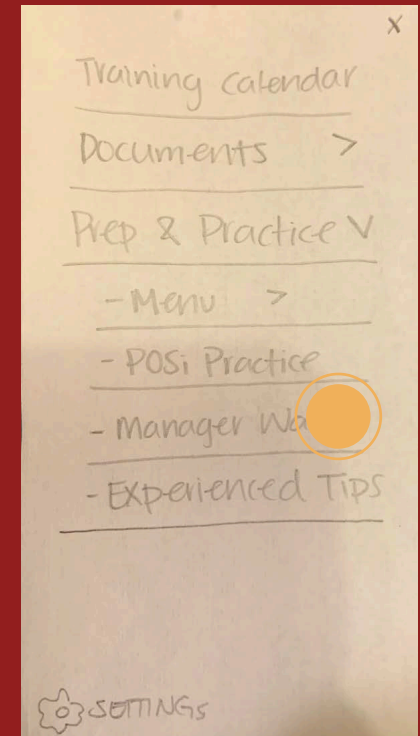 X
Training Calendar
Documents >
Prep & Practice V
- Menu >
- POSi Practice
- Manager
- Experienced Tips
SETTINGS